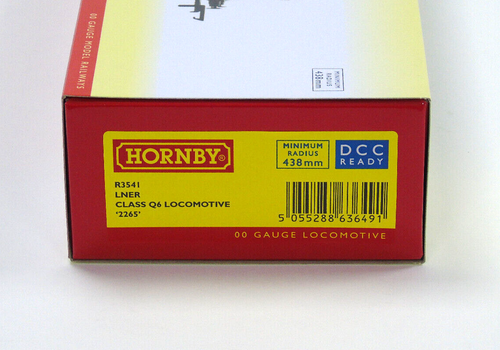 00 GAUGE MODEL RAILWAYS
MINIMUM
RADIUS
438mm
HORNBY
MINIMUM
RADIUS
438mm
DCC
READY
R3541
LNER
CLASS Q6 LOCOMOTIVE
'2265'
5 055288 636491
00 GAUGE LOCOMOTIVE